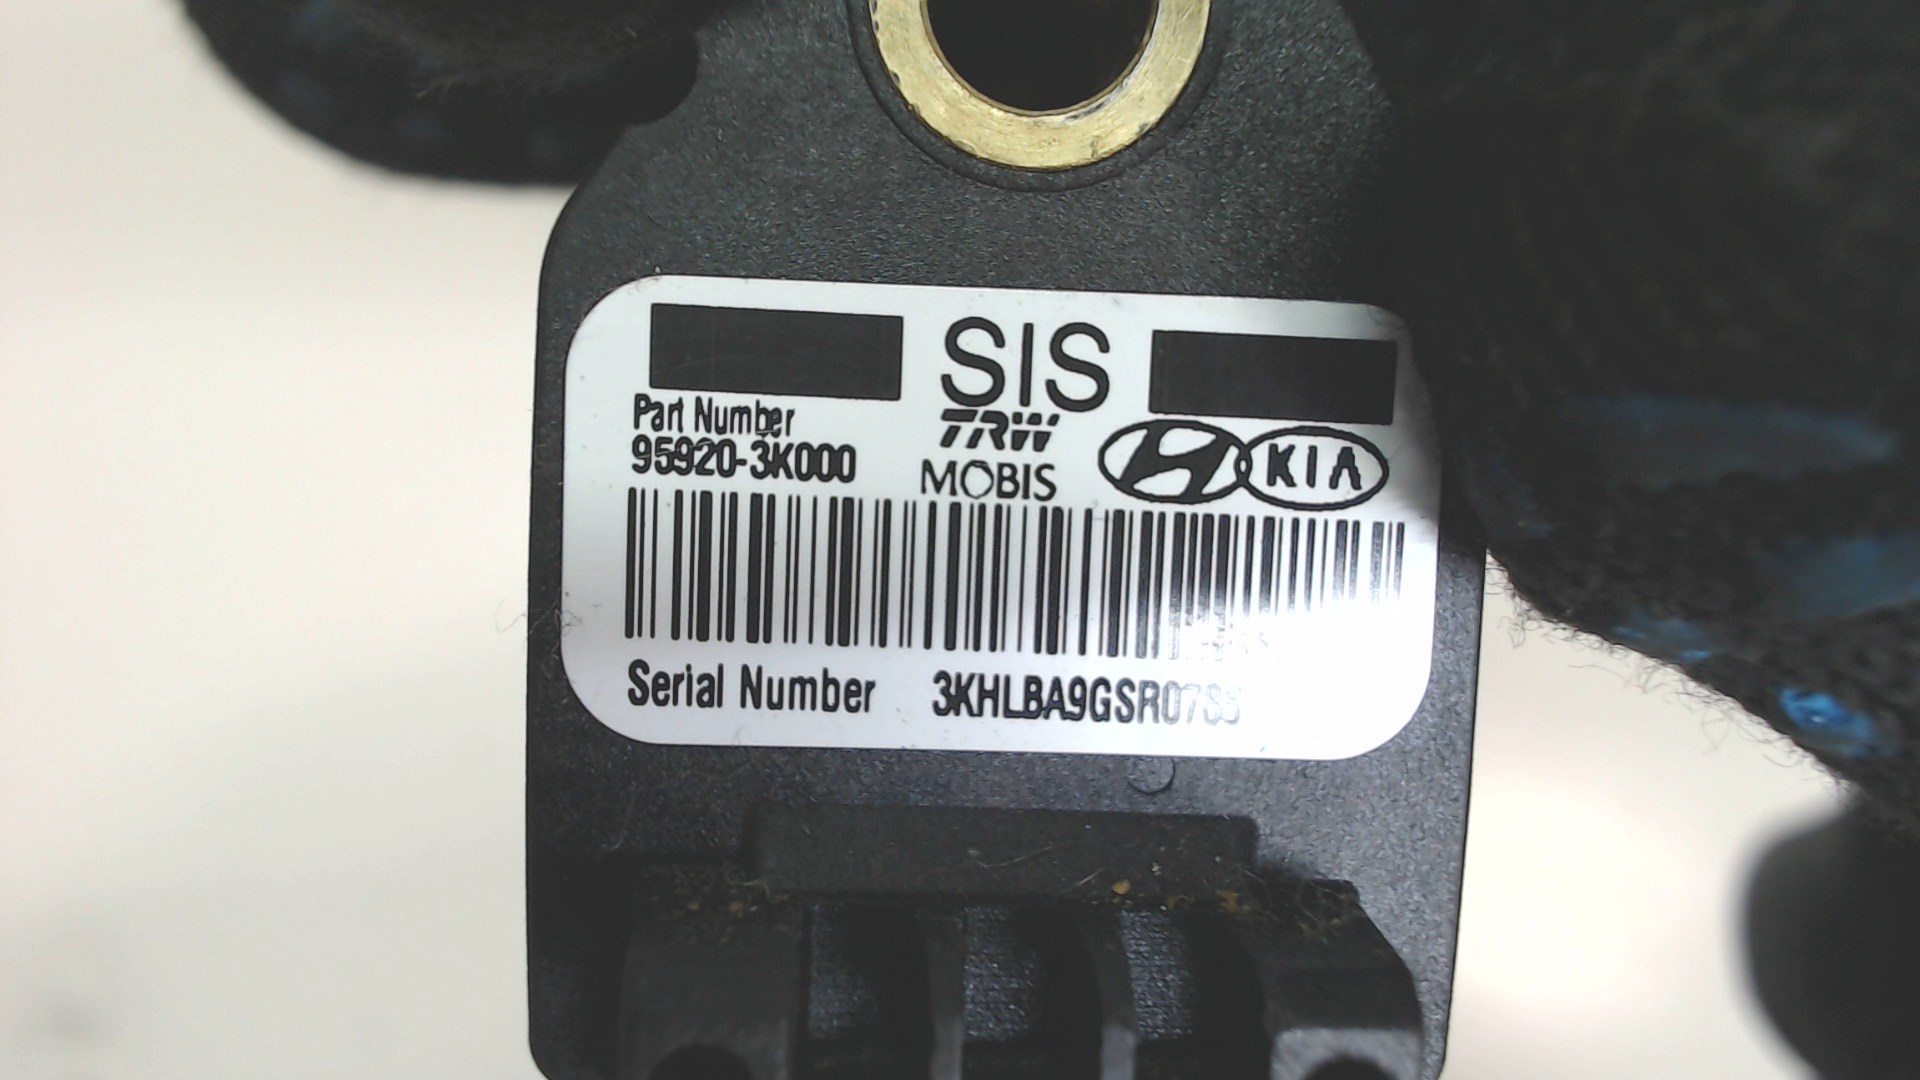 SIS
Part Number
95920-3K000
TRW
MOBIS
KIA
Serial Number